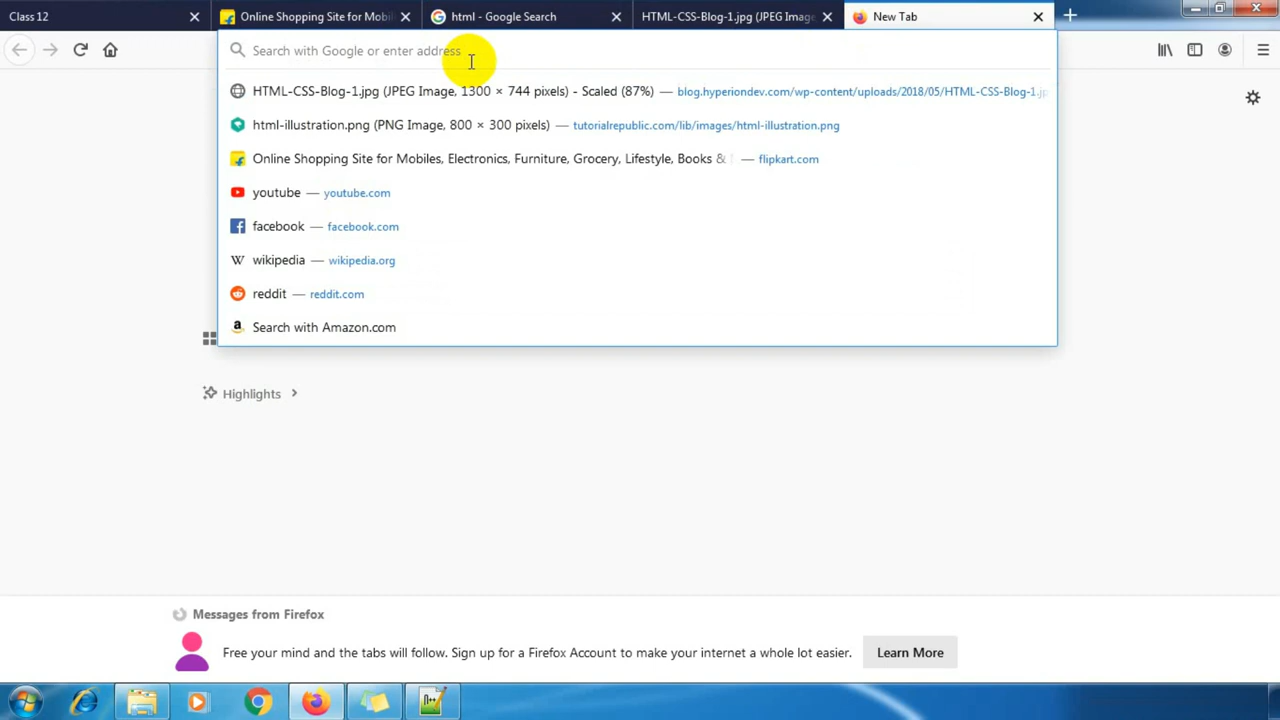 Class 12
Online Shopping Site for Mobil
html - Google Search
HTML-CSS-Blog-1.jpg (JPEG Image
New Tab
Search with Google or enter address
HTML-CSS-Blog-1.jpg (JPEG Image, 1300 × 744 pixels) - Scaled (87%) — blog.hyperiondev.com/wp-content/uploads/2018/05/HTML-CSS-Blog-1.jp
html-illustration.png (PNG Image, 800 × 300 pixels) — tutorialrepublic.com/lib/images/html-illustration.png
Online Shopping Site for Mobiles, Electronics, Furniture, Grocery, Lifestyle, Books & — flipkart.com
youtube — youtube.com
facebook — facebook.com
wikipedia — wikipedia.org
reddit — reddit.com
Search with Amazon.com
Highlights
Messages from Firefox
Free your mind and the tabs will follow. Sign up for a Firefox Account to make your internet a whole lot easier.
Learn More